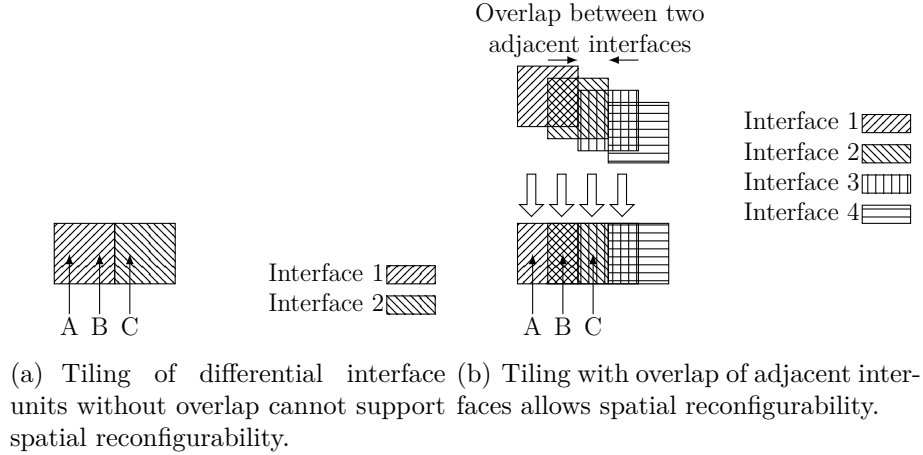 Overlap between two
adjacent interfaces
Interface 1
Interface 2
Interface 3
Interface 4
Interface 1
Interface 2
A B C
A B C
(a) Tiling of differential interface
units without overlap cannot support
spatial reconfigurability.
(b) Tiling with overlap of adjacent inter-
faces allows spatial reconfigurability.